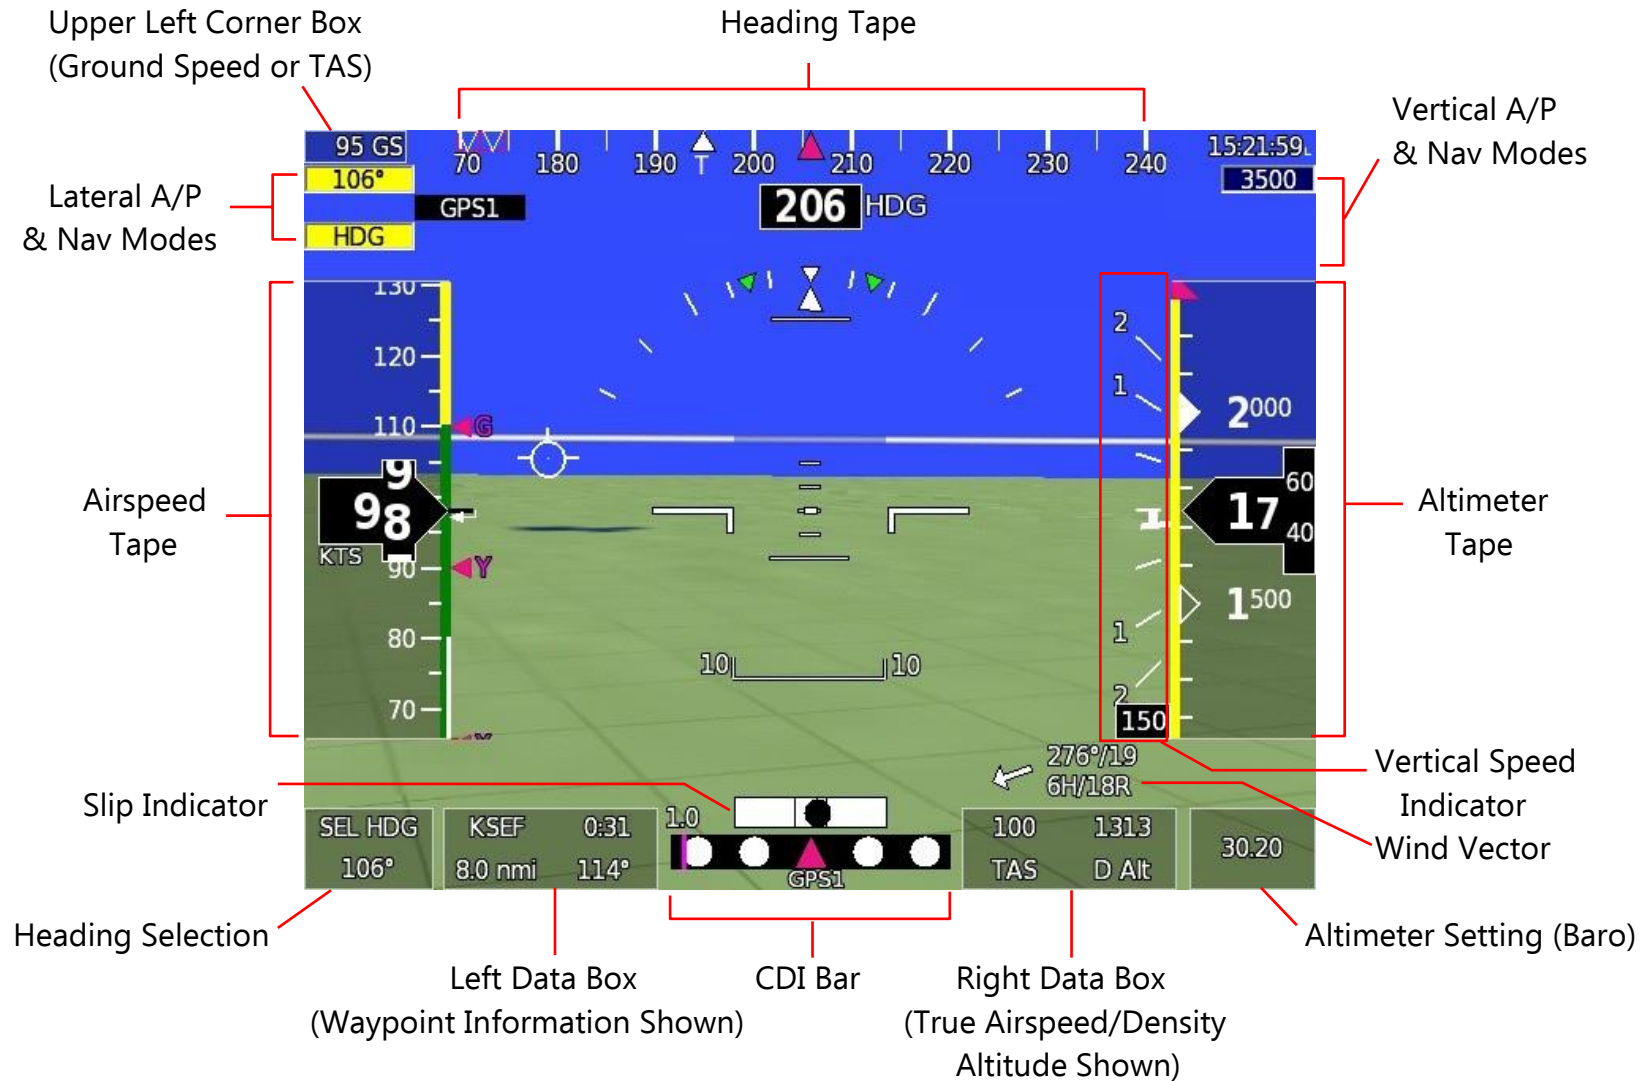 Upper Left Corner Box
(Ground Speed or TAS)
Heading Tape
Vertical A/P
& Nav Modes
Lateral A/P
& Nav Modes
95 GS
70 180 190 T 200 210 220 230 240
15:21:59L
106°
3500
GPS1
206 HDG
HDG
130
120
110
G
9
98
KTS
90
Y
80
70
2
1
2000
60
17
40
1500
1
2
150
10 10
Airspeed
Tape
Altimeter
Tape
276°/19
6H/18R
Vertical Speed
Indicator
Wind Vector
Slip Indicator
SEL HDG
106°
KSEF 0:31
8.0 nmi 114°
1.0
GPS1
100 1313
TAS D Alt
30.20
Heading Selection
Altimeter Setting (Baro)
Left Data Box
(Waypoint Information Shown)
CDI Bar
Right Data Box
(True Airspeed/Density
Altitude Shown)